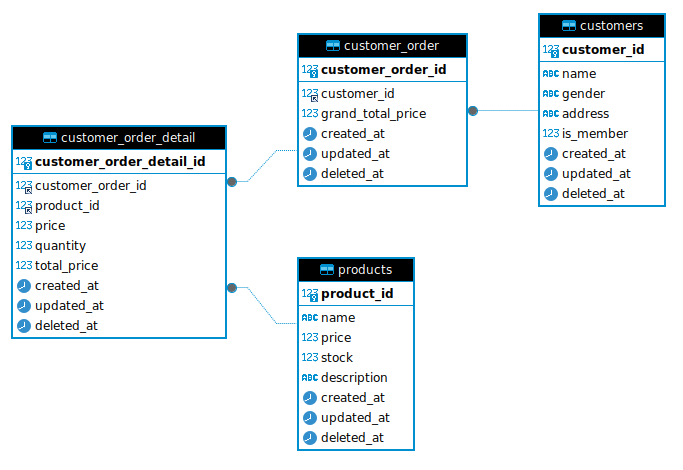 customer_order_detail
123 customer_order_detail_id
123 customer_order_id
123 product_id
123 price
123 quantity
123 total_price
created_at
updated_at
deleted_at
customer_order
123 customer_order_id
123 customer_id
123 grand_total_price
created_at
updated_at
deleted_at
customers
123 customer_id
ABC name
ABC gender
ABC address
123 is_member
created_at
updated_at
deleted_at
products
123 product_id
ABC name
123 price
123 stock
ABC description
created_at
updated_at
deleted_at